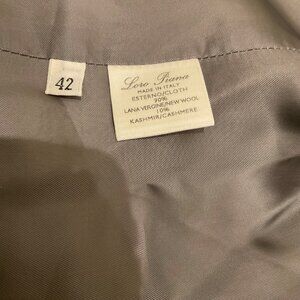 42
Loro Piana
MADE IN ITALY
ESTERNO/CLOTH
90%
LANA VERGINE/NEW WOOL
10%
KASHMIR/CASHMERE